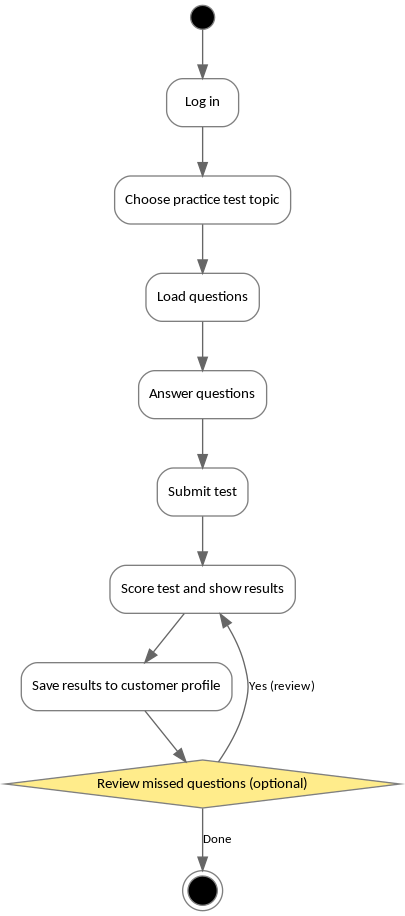 Log in
Choose practice test topic
Load questions
Answer questions
Submit test
Score test and show results
Save results to customer profile
Yes (review)
Review missed questions (optional)
Done